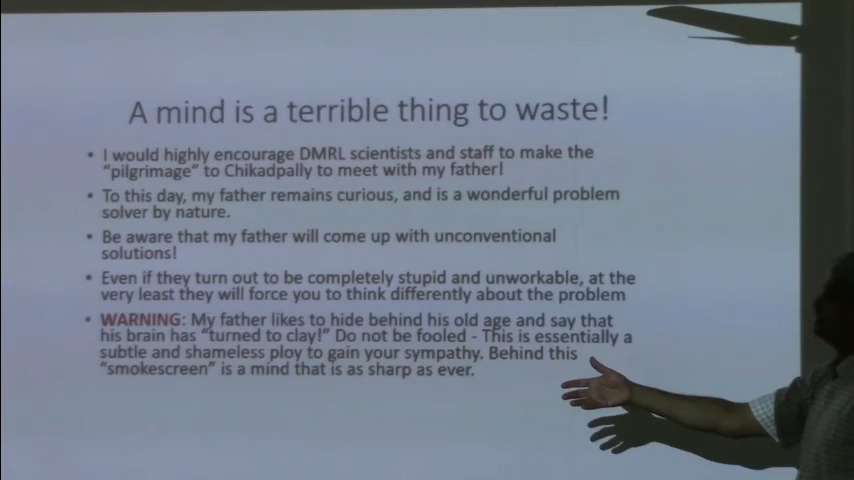 A mind is a terrible thing to waste!
• I would highly encourage DMRL scientists and staff to make the
"pilgrimage" to Chikadpally to meet with my father!
• To this day, my father remains curious, and is a wonderful problem
solver by nature.
• Be aware that my father will come up with unconventional
solutions!
• Even if they turn out to be completely stupid and unworkable, at the
very least they will force you to think differently about the problem
• WARNING: My father likes to hide behind his old age and say that
his brain has "turned to clay!" Do not be fooled - This is essentially a
subtle and shameless ploy to gain your sympathy. Behind this
"smokescreen" is a mind that is as sharp as ever.